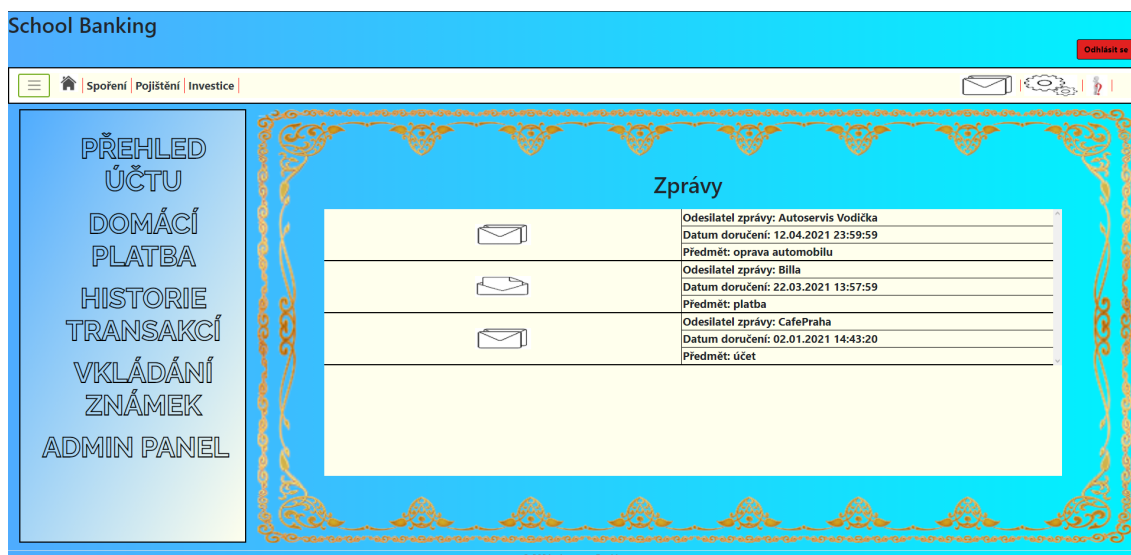 School Banking
Odhlásit se
Spoření Pojištění Investice
PŘEHLED
ÚČTU
DOMÁCÍ
PLATBA
HISTORIE
TRANSAKCÍ
VKLÁDÁNÍ
ZNÁMEK
ADMIN PANEL
Zprávy
Odesilatel zprávy: Autoservis Vodička
Datum doručení: 12.04.2021 23:59:59
Předmět: oprava automobilu
Odesilatel zprávy: Billa
Datum doručení: 22.03.2021 13:57:59
Předmět: platba
Odesilatel zprávy: CafePraha
Datum doručení: 02.01.2021 14:43:20
Předmět: účet